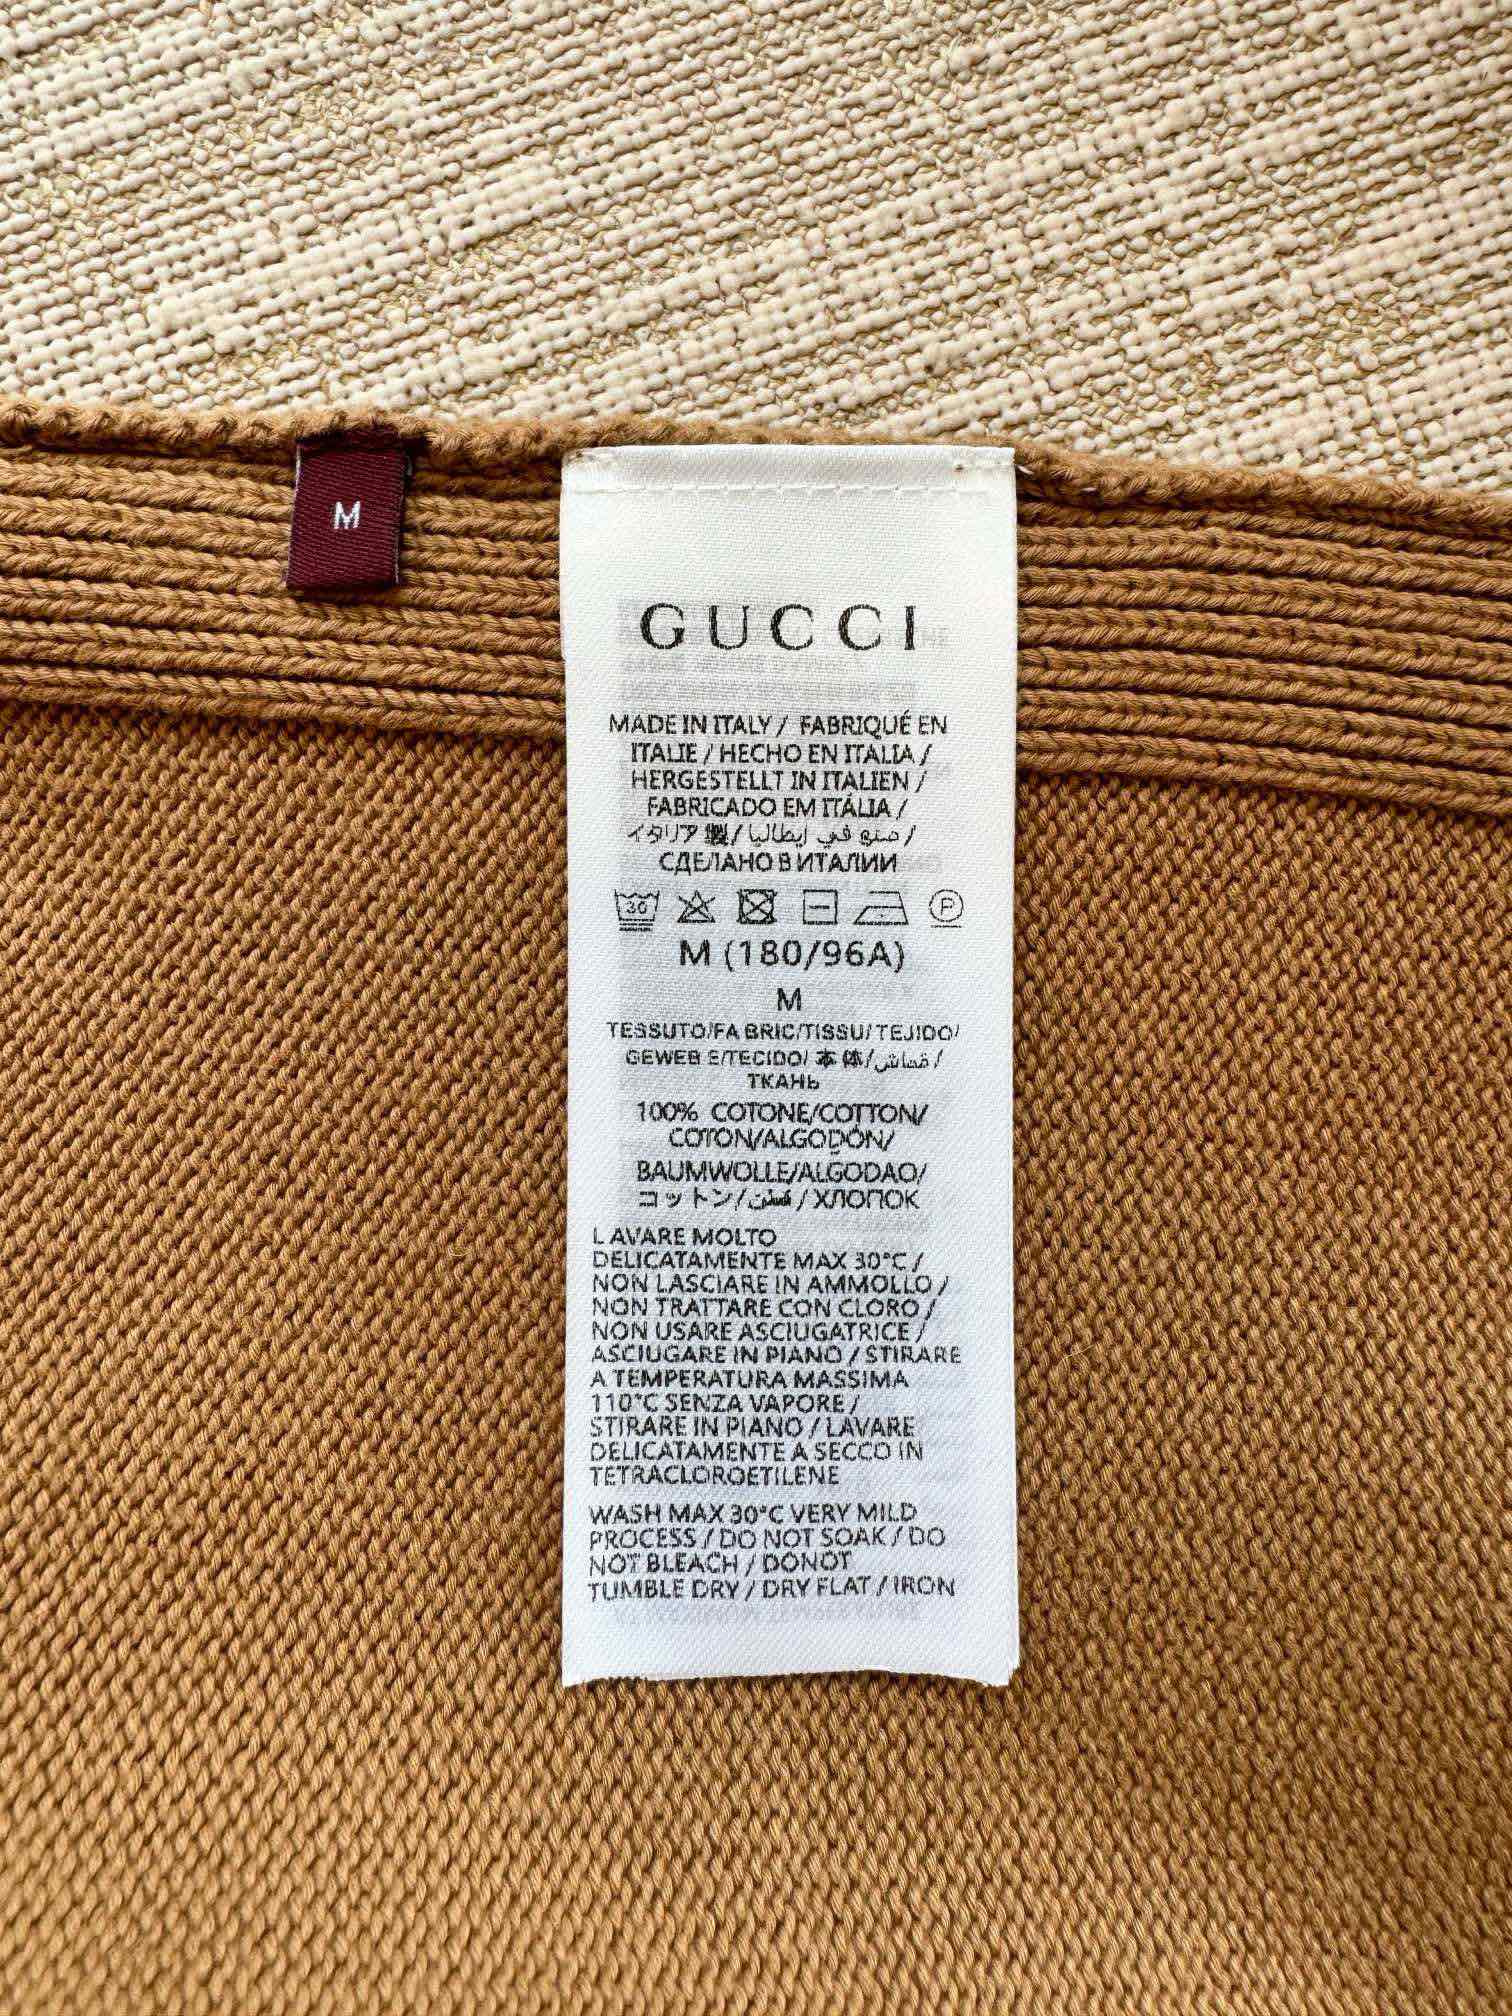 M
GUCCI
MADE IN ITALY / FABRIQUÉ EN
ITALIE / HECHO EN ITALIA /
HERGESTELLT IN ITALIEN /
FABRICADO EM ITÁLIA /
イタリア製 / صنع في إيطاليا /
СДЕЛАНО В ИТАЛИИ
30 P
M (180/96A)
M
TESSUTO/FABRIC/TISSU/TEJIDO/
GEWEBE/TECIDO/本体/قماش/
ТКАНЬ
100% COTONE/COTTON/
COTON/ALGODÓN/
BAUMWOLLE/ALGODAO/
コットン/قطن/ХЛОПОК
LAVARE MOLTO
DELICATAMENTE MAX 30°C /
NON LASCIARE IN AMMOLLO /
NON TRATTARE CON CLORO /
NON USARE ASCIUGATRICE /
ASCIUGARE IN PIANO / STIRARE
A TEMPERATURA MASSIMA
110°C SENZA VAPORE /
STIRARE IN PIANO / LAVARE
DELICATAMENTE A SECCO IN
TETRACLOROETILENE
WASH MAX 30°C VERY MILD
PROCESS / DO NOT SOAK / DO
NOT BLEACH / DONOT
TUMBLE DRY / DRY FLAT / IRON